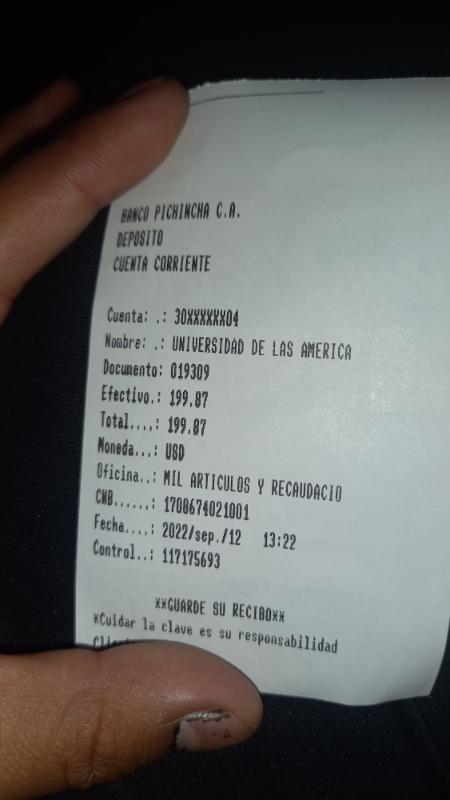 BANCO PICHINCHA C.A.
DEPOSITO
CUENTA CORRIENTE
Cuenta: .: 30XXXXXX04
Nombre: .: UNIVERSIDAD DE LAS AMERICA
Documento: 019309
Efectivo.: 199.87
Total....: 199.87
Moneda...: USD
Oficina..: MIL ARTICULOS Y RECAUDACIO
CNB......: 1708674021001
Fecha....: 2022/sep./12 13:22
Control..: 117175693
**GUARDE SU RECIBO**
*Cuidar la clave es su responsabilidad